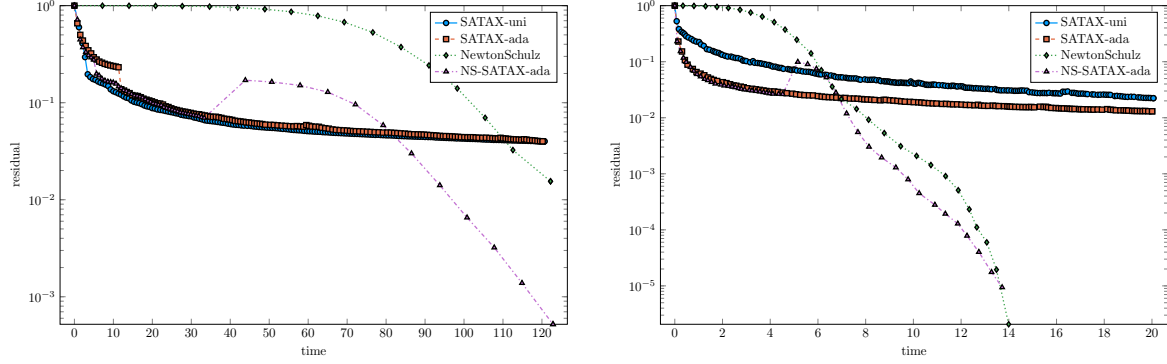 10^0
10^-1
10^-2
10^-3
residual
0 10 20 30 40 50 60 70 80 90 100 110 120
time
SATAX-uni
SATAX-ada
NewtonSchulz
NS-SATAX-ada
10^0
10^-1
10^-2
10^-3
10^-4
10^-5
residual
0 2 4 6 8 10 12 14 16 18 20
time
SATAX-uni
SATAX-ada
NewtonSchulz
NS-SATAX-ada